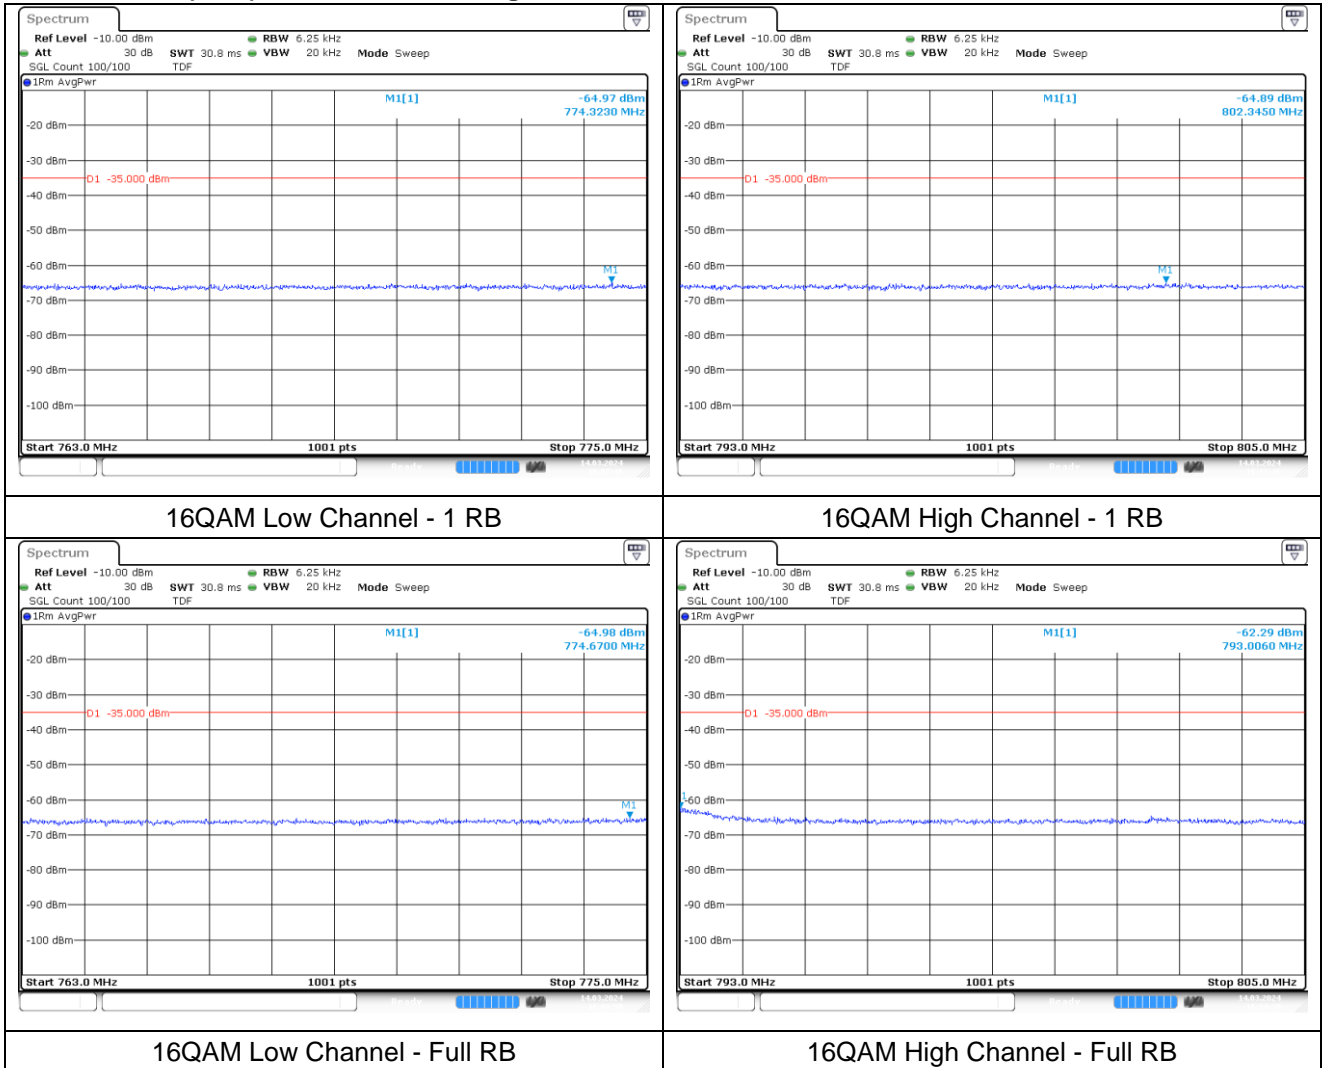 Spectrum
Ref Level -10.00 dBm RBW 6.25 kHz
Att 30 dB SWT 30.8 ms VBW 20 kHz Mode Sweep
SGL Count 100/100 TDF
1Rm AvgPwr
M1[1] -64.97 dBm
774.3230 MHz
-20 dBm
-30 dBm
D1 -35.000 dBm
-40 dBm
-50 dBm
-60 dBm
M1
-70 dBm
-80 dBm
-90 dBm
-100 dBm
Start 763.0 MHz 1001 pts Stop 775.0 MHz
14.03.2024
16QAM Low Channel - 1 RB
Spectrum
Ref Level -10.00 dBm RBW 6.25 kHz
Att 30 dB SWT 30.8 ms VBW 20 kHz Mode Sweep
SGL Count 100/100 TDF
1Rm AvgPwr
M1[1] -64.89 dBm
802.3450 MHz
-20 dBm
-30 dBm
D1 -35.000 dBm
-40 dBm
-50 dBm
-60 dBm
M1
-70 dBm
-80 dBm
-90 dBm
-100 dBm
Start 793.0 MHz 1001 pts Stop 805.0 MHz
14.03.2024
16QAM High Channel - 1 RB
Spectrum
Ref Level -10.00 dBm RBW 6.25 kHz
Att 30 dB SWT 30.8 ms VBW 20 kHz Mode Sweep
SGL Count 100/100 TDF
1Rm AvgPwr
M1[1] -64.98 dBm
774.6700 MHz
-20 dBm
-30 dBm
D1 -35.000 dBm
-40 dBm
-50 dBm
-60 dBm
M1
-70 dBm
-80 dBm
-90 dBm
-100 dBm
Start 763.0 MHz 1001 pts Stop 775.0 MHz
Ready 14.03.2024
16QAM Low Channel - Full RB
Spectrum
Ref Level -10.00 dBm RBW 6.25 kHz
Att 30 dB SWT 30.8 ms VBW 20 kHz Mode Sweep
SGL Count 100/100 TDF
1Rm AvgPwr
M1[1] -62.29 dBm
793.0060 MHz
-20 dBm
-30 dBm
D1 -35.000 dBm
-40 dBm
-50 dBm
1
-60 dBm
-70 dBm
-80 dBm
-90 dBm
-100 dBm
Start 793.0 MHz 1001 pts Stop 805.0 MHz
Ready 14.03.2024
16QAM High Channel - Full RB